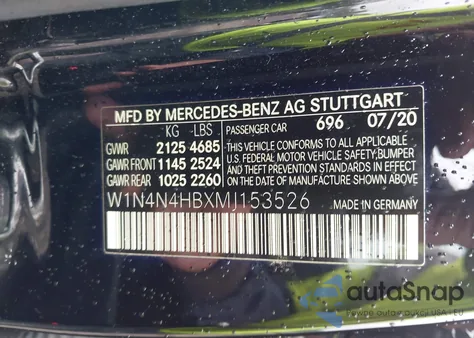 MFD BY MERCEDES-BENZ AG STUTTGART
KG LBS
PASSENGER CAR 696 07/20
GVWR 2125 4685
GAWR FRONT 1145 2524
GAWR REAR 1025 2260
THIS VEHICLE CONFORMS TO ALL APPLICABLE
U.S. FEDERAL MOTOR VEHICLE SAFETY, BUMPER
AND THEFT PREVENTION STANDARDS IN EFFECT
ON THE DATE OF MANUFACTURE SHOWN ABOVE.
W1N4N4HBXMJ153526
MADE IN GERMANY
autoSnap